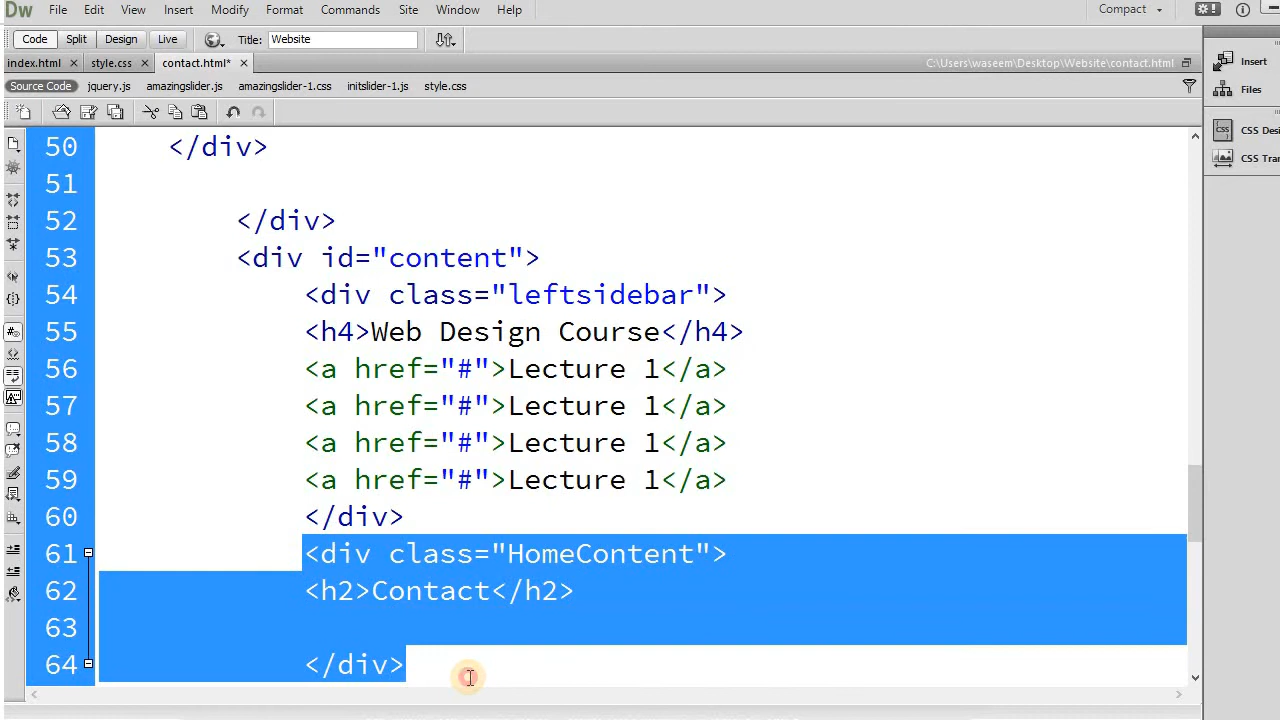 Dw File Edit View Insert Modify Format Commands Site Window Help Compact
Code Split Design Live Title: Website
index.html style.css contact.html* C:\Users\waseem\Desktop\Website\contact.html
Source Code jquery.js amazingslider.js amazingslider-1.css initslider-1.js style.css
Insert
Files
CSS Des
CSS Tran
50 </div>
51
52 </div>
53 <div id="content">
54 <div class="leftsidebar">
55 <h4>Web Design Course</h4>
56 <a href="#">Lecture 1</a>
57 <a href="#">Lecture 1</a>
58 <a href="#">Lecture 1</a>
59 <a href="#">Lecture 1</a>
60 </div>
61 <div class="HomeContent">
62 <h2>Contact</h2>
63
64 </div>